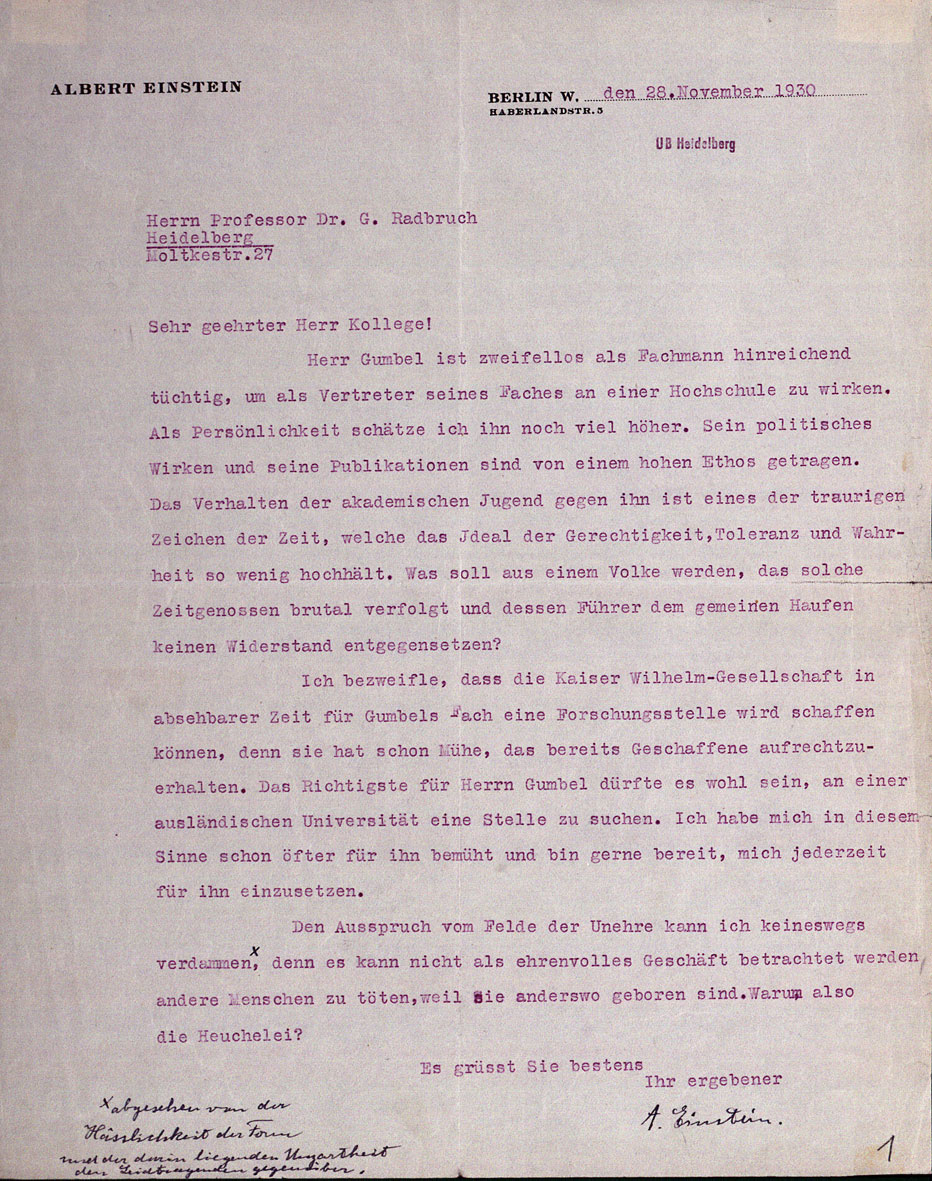 ALBERT EINSTEIN
BERLIN W. den 28.November 1930
HABERLANDSTR. 5
UB Heidelberg
Herrn Professor Dr. G. Radbruch
Heidelberg
Moltkestr.27
Sehr geehrter Herr Kollege!
Herr Gumbel ist zweifellos als Fachmann hinreichend
tüchtig, um als Vertreter seines Faches an einer Hochschule zu wirken.
Als Persönlichkeit schätze ich ihn noch viel höher. Sein politisches
Wirken und seine Publikationen sind von einem hohen Ethos getragen.
Das Verhalten der akademischen Jugend gegen ihn ist eines der traurigen
Zeichen der Zeit, welche das Jdeal der Gerechtigkeit,Toleranz und Wahr-
heit so wenig hochhält. Was soll aus einem Volke werden, das solche
Zeitgenossen brutal verfolgt und dessen Führer dem gemeinen Haufen
keinen Widerstand entgegensetzen?
Ich bezweifle, dass die Kaiser Wilhelm-Gesellschaft in
absehbarer Zeit für Gumbels Fach eine Forschungsstelle wird schaffen
können, denn sie hat schon Mühe, das bereits Geschaffene aufrechtzu-
erhalten. Das Richtigste für Herrn Gumbel dürfte es wohl sein, an einer
ausländischen Universität eine Stelle zu suchen. Ich habe mich in diesem
Sinne schon öfter für ihn bemüht und bin gerne bereit, mich jederzeit
für ihn einzusetzen.
Den Ausspruch vom Felde der Unehre kann ich keineswegs
verdammen,x denn es kann nicht als ehrenvolles Geschäft betrachtet werden,
andere Menschen zu töten,weil sie anderswo geboren sind.Warum also
die Heuchelei?
Es grüsst Sie bestens
Ihr ergebener
A. Einstein.
x abgesehen von der
Hässlichkeit der Form
und der darin liegenden Unzartheit
den Leidtragenden gegenüber.
1